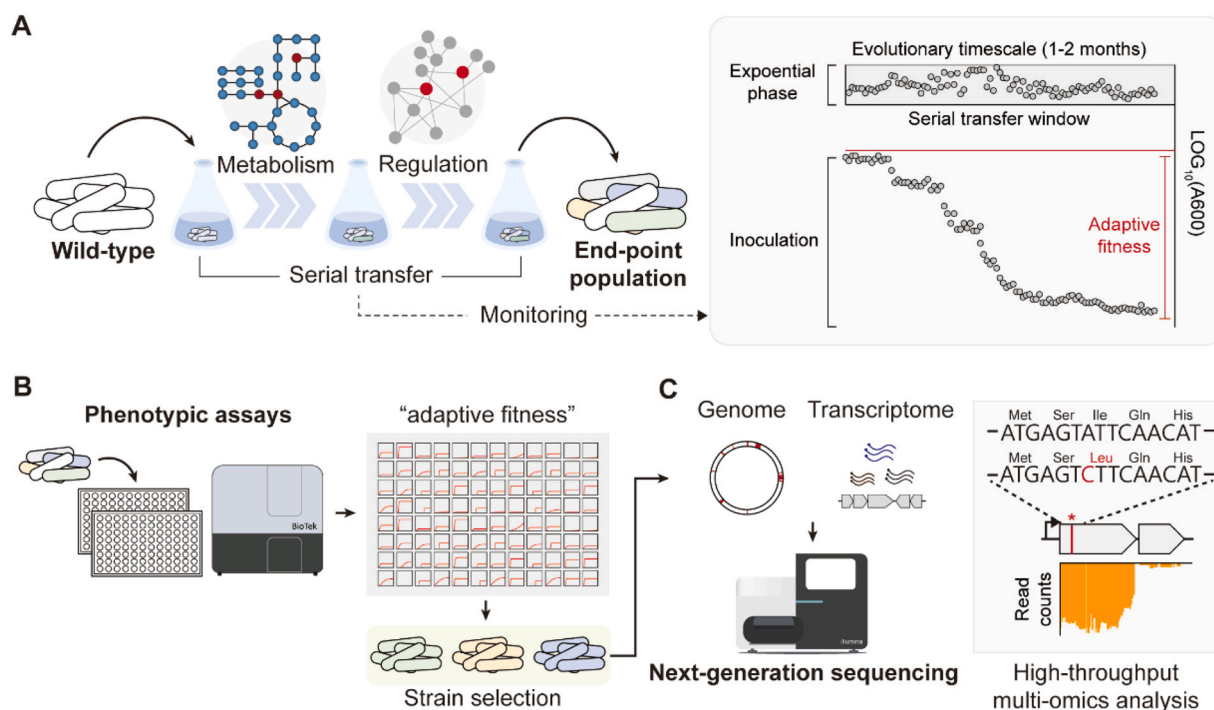 A
Metabolism
Regulation
Wild-type
Serial transfer
End-point
population
Monitoring
Evolutionary timescale (1-2 months)
Expoential
phase
Serial transfer window
LOG10(A600)
Inoculation
Adaptive
fitness
B
Phenotypic assays
BioTek
“adaptive fitness”
Strain selection
C
Genome
Transcriptome
illumina
Next-generation sequencing
Met Ser Ile Gln His
ATGAGTATTCAACAT
Met Ser Leu Gln His
ATGAGTCTTCAACAT
*
Read
counts
High-throughput
multi-omics analysis